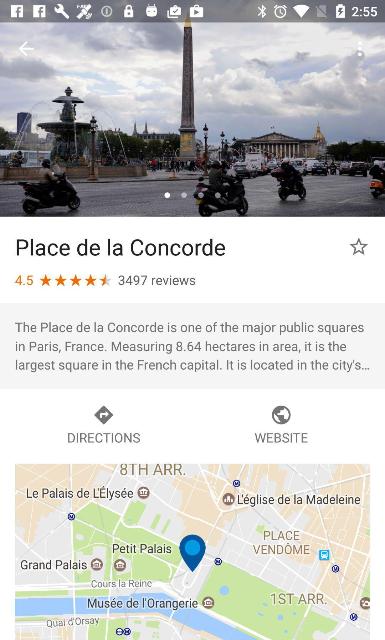 2:55
Place de la Concorde
4.5 3497 reviews
The Place de la Concorde is one of the major public squares
in Paris, France. Measuring 8.64 hectares in area, it is the
largest square in the French capital. It is located in the city's...
DIRECTIONS
WEBSITE
8TH ARR.
Le Palais de L'Élysée
L'église de la Madeleine
Petit Palais
PLACE
VENDÔME
Grand Palais
Cours la Reine
1ST ARR.
Musée de l'Orangerie
Quai d'Orsay